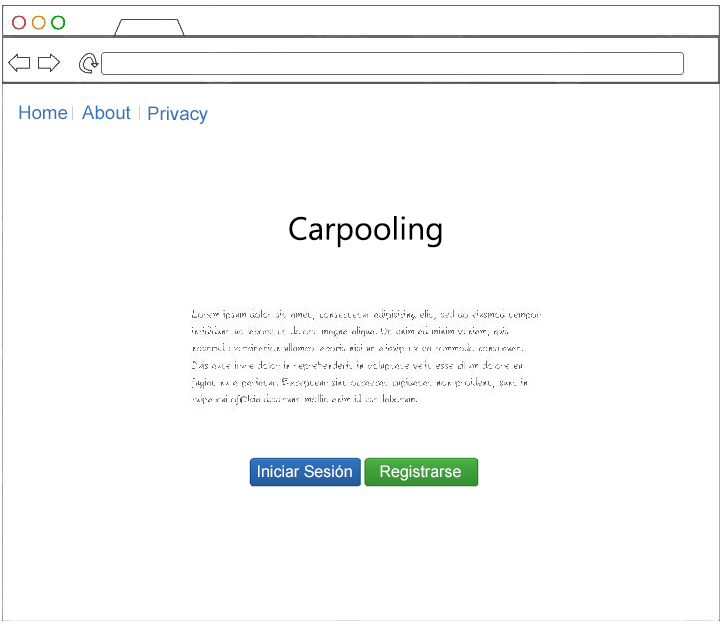 Home About Privacy
Carpooling
Lorem ipsum dolor sit amet, consectetur adipisicing elit, sed do eiusmod tempor
incididunt ut labore et dolore magna aliqua. Ut enim ad minim veniam, quis
nostrud exercitation ullamco laboris nisi ut aliquip ex ea commodo consequat.
Duis aute irure dolor in reprehenderit in voluptate velit esse cillum dolore eu
fugiat nulla pariatur. Excepteur sint occaecat cupidatat non proident, sunt in
culpa qui officia deserunt mollit anim id est laborum.
Iniciar Sesión Registrarse